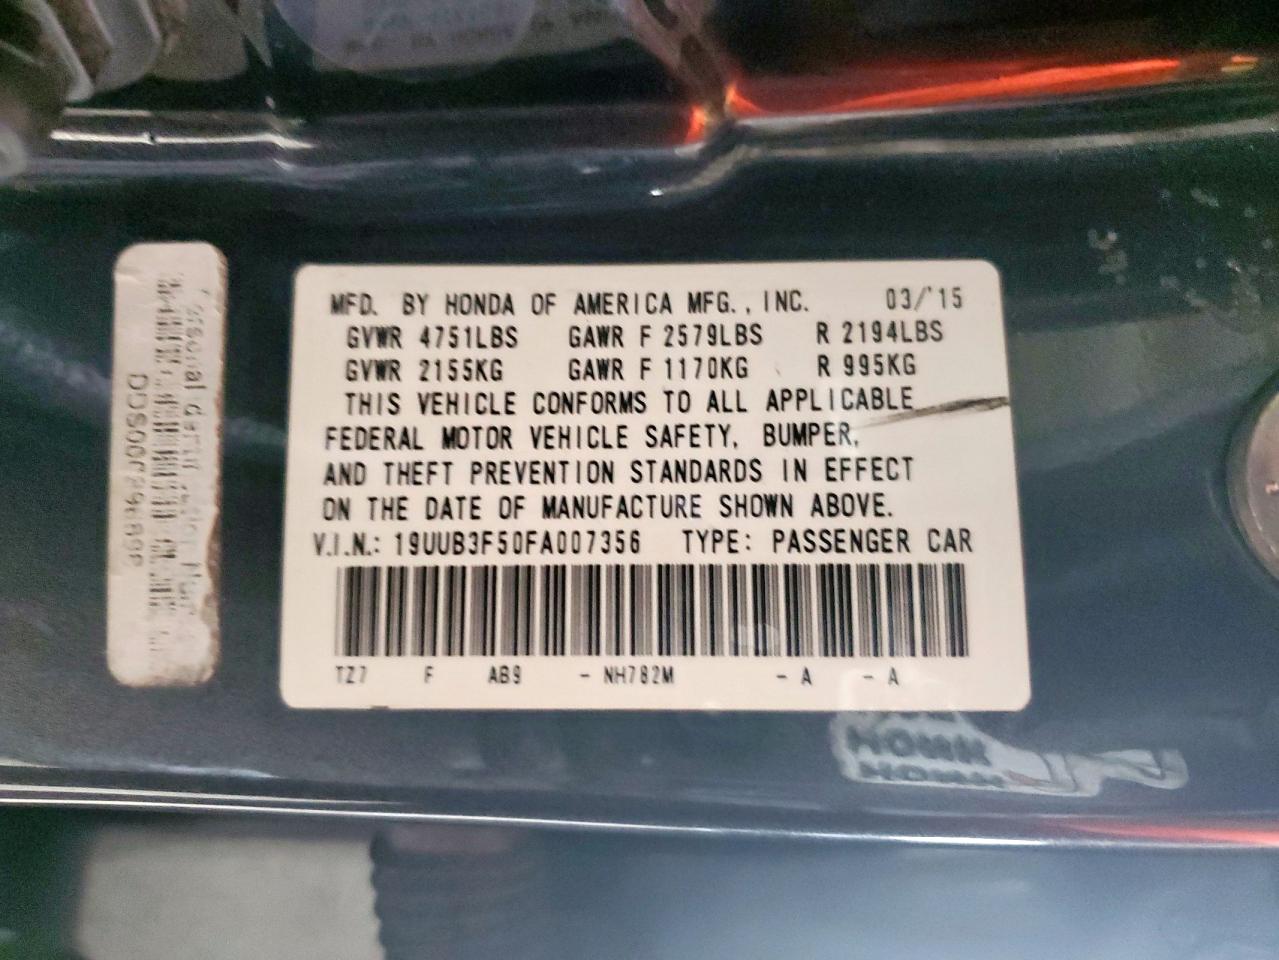 MFD. BY HONDA OF AMERICA MFG., INC. 03/'15
GVWR 4751LBS GAWR F 2579LBS R 2194LBS
GVWR 2155KG GAWR F 1170KG R 995KG
THIS VEHICLE CONFORMS TO ALL APPLICABLE
FEDERAL MOTOR VEHICLE SAFETY, BUMPER,
AND THEFT PREVENTION STANDARDS IN EFFECT
ON THE DATE OF MANUFACTURE SHOWN ABOVE.
V.I.N.: 19UUB3F50FA007356 TYPE: PASSENGER CAR
TZ7 F AB9 - NH782M - A - A